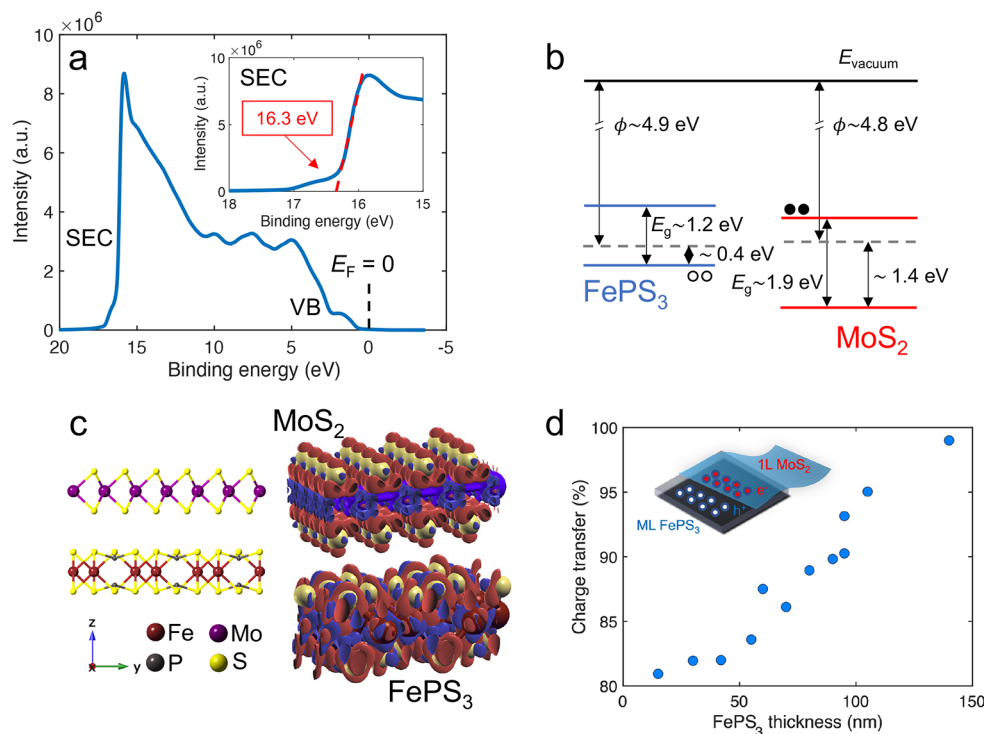 a
×10⁶
10
8
6
4
2
0
Intensity (a.u.)
20
15
10
5
0
-5
Binding energy (eV)
SEC
VB
E_F = 0
×10⁶
10
5
0
Intensity (a.u.)
SEC
16.3 eV
18
17
16
15
Binding energy (eV)
b
E_vacuum
ϕ~4.9 eV
ϕ~4.8 eV
E_g~1.2 eV
~ 0.4 eV
FePS₃
E_g~1.9 eV
~ 1.4 eV
MoS₂
c
MoS₂
z
x
y
Fe
Mo
P
S
FePS₃
d
100
95
90
85
80
Charge transfer (%)
1L MoS₂
e⁻
h⁺
ML FePS₃
0
50
100
150
FePS₃ thickness (nm)